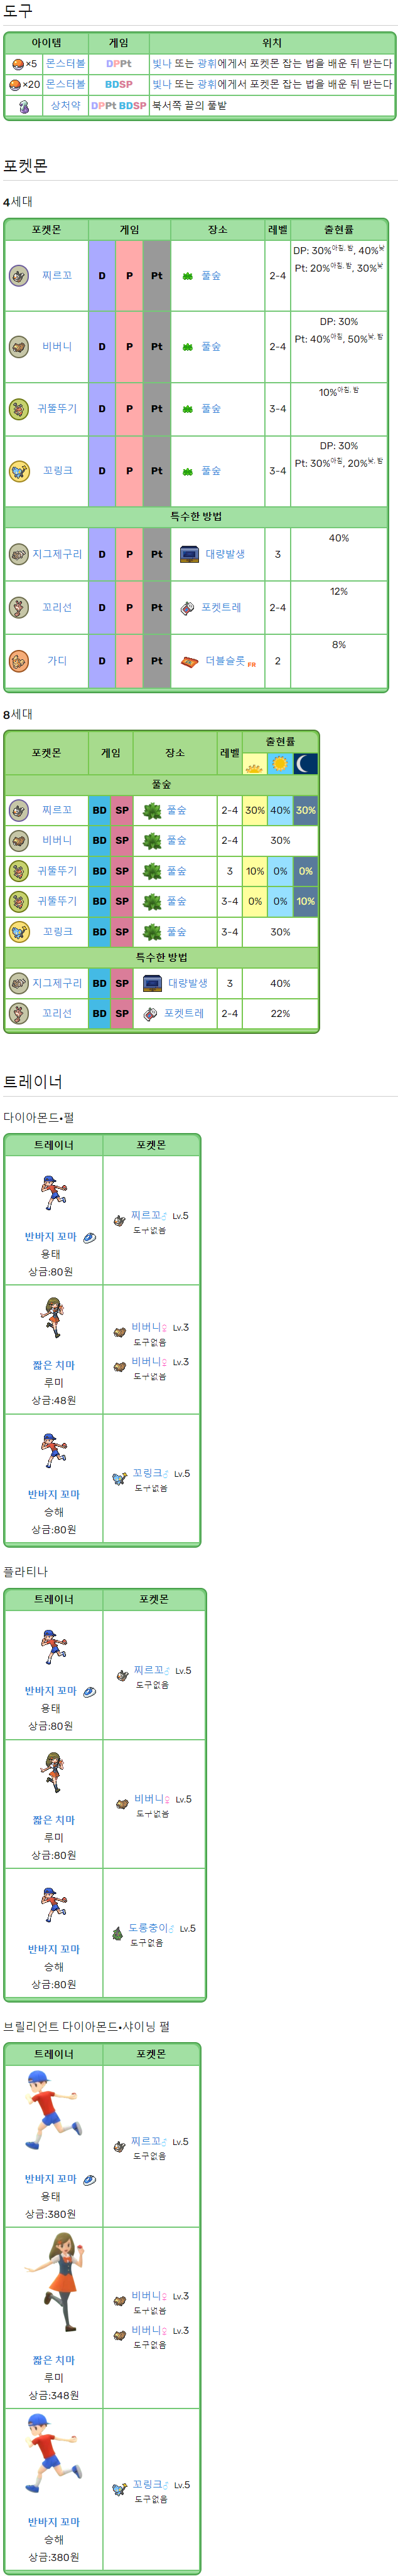 도구
아이템 게임 위치
×5 몬스터볼 DPPt 빛나 또는 광휘에게서 포켓몬 잡는 법을 배운 뒤 받는다
×20 몬스터볼 BDSP 빛나 또는 광휘에게서 포켓몬 잡는 법을 배운 뒤 받는다
상처약 DPPt BDSP 북서쪽 끝의 풀밭
포켓몬
4세대
포켓몬 게임 장소 레벨 출현률
찌르꼬 D P Pt 풀숲 2-4 DP: 30%아침, 밤, 40%낮
Pt: 20%아침, 밤, 30%낮
비버니 D P Pt 풀숲 2-4 DP: 30%
Pt: 40%아침, 50%낮, 밤
귀뚤뚜기 D P Pt 풀숲 3-4 10%아침, 밤
꼬링크 D P Pt 풀숲 3-4 DP: 30%
Pt: 30%아침, 20%낮, 밤
특수한 방법
지그제구리 D P Pt 대량발생 3 40%
꼬리선 D P Pt 포켓트레 2-4 12%
가디 D P Pt 더블슬롯 FR 2 8%
8세대
포켓몬 게임 장소 레벨 출현률
풀숲
찌르꼬 BD SP 풀숲 2-4 30% 40% 30%
비버니 BD SP 풀숲 2-4 30%
귀뚤뚜기 BD SP 풀숲 3 10% 0% 0%
귀뚤뚜기 BD SP 풀숲 3-4 0% 0% 10%
꼬링크 BD SP 풀숲 3-4 30%
특수한 방법
지그제구리 BD SP 대량발생 3 40%
꼬리선 BD SP 포켓트레 2-4 22%
트레이너
다이아몬드•펄
트레이너 포켓몬
반바지 꼬마
용태
상금:80원
찌르꼬♂ Lv.5
도구없음
짧은 치마
루미
상금:48원
비버니♀ Lv.3
도구없음
비버니♀ Lv.3
도구없음
반바지 꼬마
승해
상금:80원
꼬링크♂ Lv.5
도구없음
플라티나
트레이너 포켓몬
반바지 꼬마
용태
상금:80원
찌르꼬♂ Lv.5
도구없음
짧은 치마
루미
상금:80원
비버니♀ Lv.5
도구없음
반바지 꼬마
승해
상금:80원
도롱충이♂ Lv.5
도구없음
브릴리언트 다이아몬드•샤이닝 펄
트레이너 포켓몬
반바지 꼬마
용태
상금:380원
찌르꼬♂ Lv.5
도구없음
짧은 치마
루미
상금:348원
비버니♀ Lv.3
도구없음
비버니♀ Lv.3
도구없음
반바지 꼬마
승해
상금:380원
꼬링크♂ Lv.5
도구없음